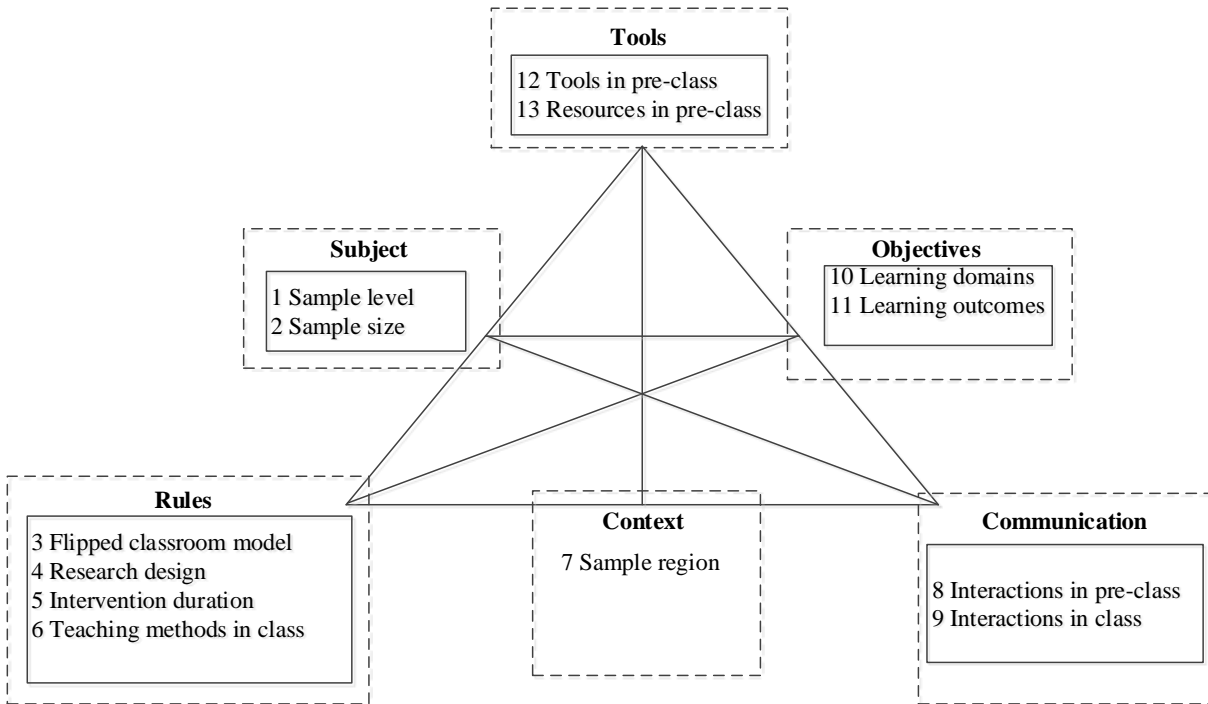 Tools
12 Tools in pre-class
13 Resources in pre-class
Subject
1 Sample level
2 Sample size
Objectives
10 Learning domains
11 Learning outcomes
Rules
3 Flipped classroom model
4 Research design
5 Intervention duration
6 Teaching methods in class
Context
7 Sample region
Communication
8 Interactions in pre-class
9 Interactions in class